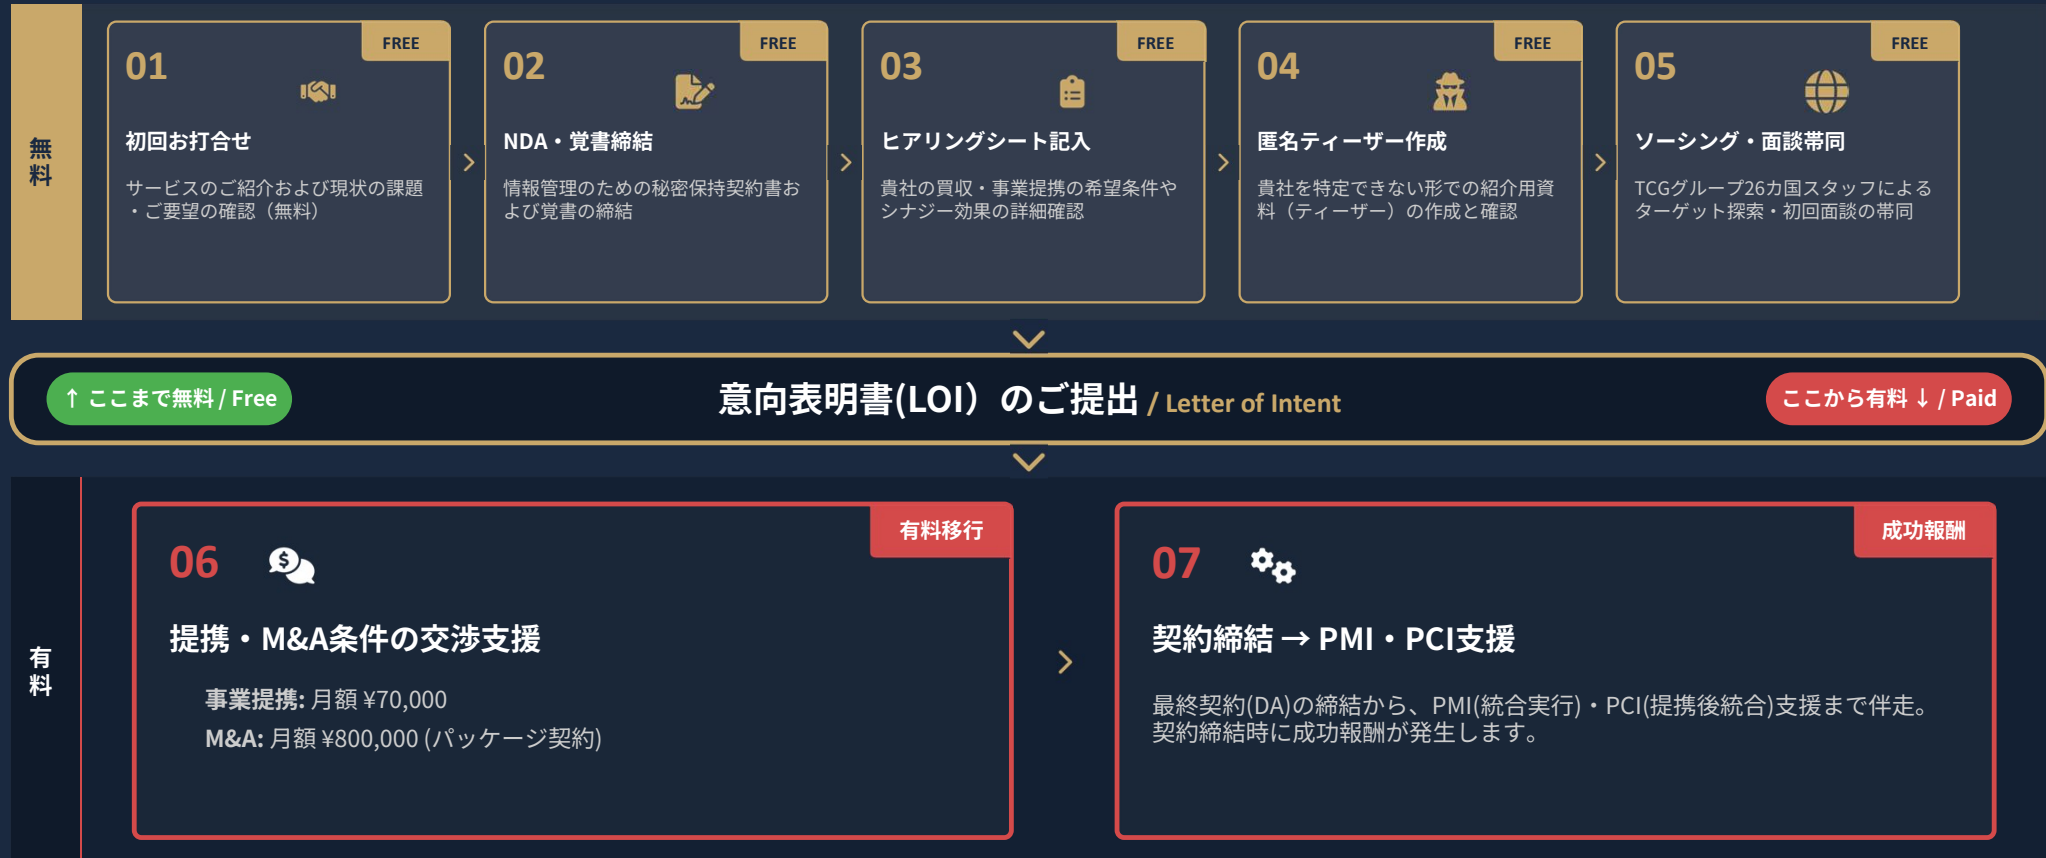 無料
01
FREE
初回お打合せ
サービスのご紹介および現状の課題
・ご要望の確認（無料）
02
FREE
NDA・覚書締結
情報管理のための秘密保持契約書お
よび覚書の締結
03
FREE
ヒアリングシート記入
貴社の買収・事業提携の希望条件や
シナジー効果の詳細確認
04
FREE
匿名ティーザー作成
貴社を特定できない形での紹介用資
料（ティーザー）の作成と確認
05
FREE
ソーシング・面談帯同
TCGグループ26カ国スタッフによる
ターゲット探索・初回面談の帯同
↑ ここまで無料 / Free
意向表明書(LOI）のご提出 / Letter of Intent
ここから有料 ↓ / Paid
有料
06
有料移行
提携・M&A条件の交渉支援
事業提携: 月額 ¥70,000
M&A: 月額 ¥800,000 (パッケージ契約)
07
成功報酬
契約締結 → PMI・PCI支援
最終契約(DA)の締結から、PMI(統合実行)・PCI(提携後統合)支援まで伴走。
契約締結時に成功報酬が発生します。